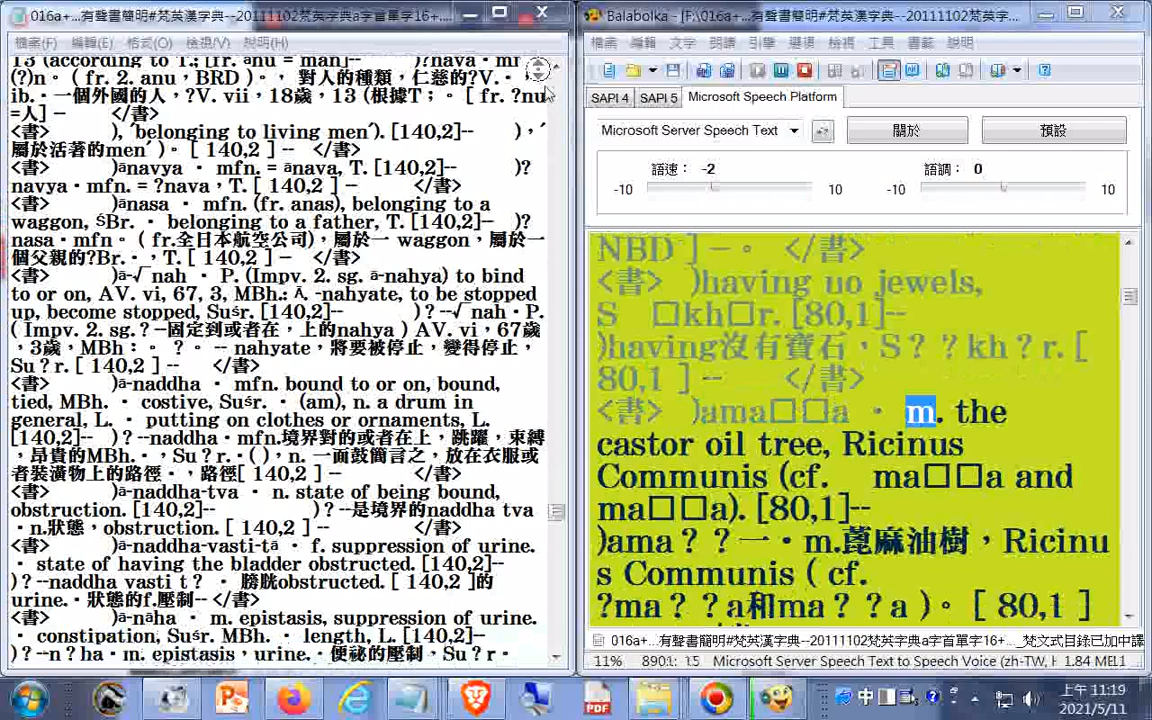 016a+...有聲書簡明#梵英漢字典--20111102梵英字典a字首單字16+...
檔案(F) 編輯(E) 格式(O) 檢視(V) 說明(H)
13 (according to T.; [fr. ānu = man] )?nava・mf
(?)n。( fr. 2. anu？BRD )。・ 對人的種類，仁慈的?V.・
ib.・一個外國的人，?V. vii，18歲，13 (根據T；。[ fr. ?nu
=人] – </書>
<書> ), 'belonging to living men'). [140,2]-- )，'
屬於活著的men' )。[ 140,2 ] – </書>
<書> )ānavya ・ mfn. = ānava, T. [140,2]-- )?
navya・mfn. = ?nava，T. [ 140,2 ] – </書>
<書> )ānasa ・ mfn. (fr. anas), belonging to a
waggon, ŚBr. ・ belonging to a father, T. [140,2]-- )?
nasa・mfn。( fr.全日本航空公司)，屬於一 waggon，屬於一
個父親的?Br.・，T. [ 140,2 ] – </書>
<書> )ā-√ nah ・ P. (Impv. 2. sg. ā-nahya) to bind
to or on, AV. vi, 67, 3, MBh.: Ā. -nahyate, to be stopped
up, become stopped, Suśr. [140,2]-- )? --√ nah・P.
( Impv. 2. sg.？–固定到或者在，上的nahya ) AV. vi，67歲
，3歲，MBh：。？。-- nahyate，將要被停止，變得停止，
Su？r. [ 140,2 ] – </書>
<書> )ā-naddha ・ mfn. bound to or on, bound,
tied, MBh. ・ costive, Suśr. ・ (am), n. a drum in
general, L. ・ putting on clothes or ornaments, L.
[140,2]-- )? --naddha・mfn.境界對的或者在上，跳躍，束縛
，昂貴的MBh.・，Su？r.・( )，n. 一面鼓簡言之，放在衣服或
者裝潢物上的路徑・，路徑[ 140,2 ] – </書>
<書> )ā-naddha-tva ・ n. state of being bound,
obstruction. [140,2]-- )? --是境界的naddha tva
・n.狀態，obstruction. [ 140,2 ] – </書>
<書> )ā-naddha-vasti-tā ・ f. suppression of urine.
・ state of having the bladder obstructed. [140,2]--
)? --naddha vasti t？・ 膀胱obstructed. [ 140,2 ]的
urine.・狀態的f.壓制-- </書>
<書> )ā-nāha ・ m. epistasis, suppression of urine.
・ constipation, Suśr. MBh. ・ length, L. [140,2]--
)? --n？ha・m. epistasis，urine.・便祕的壓制，Su？r・
Balabolka - [F:\016a+...有聲書簡明#梵英漢字典--20111102梵英字...
檔案 編輯 文字 朗讀 引擎 選項 檢視 工具 書籤 說明
SAPI 4 SAPI 5 Microsoft Speech Platform
Microsoft Server Speech Text 關於 預設
語速： -2 語調： 0
-10 10 -10 10
NBD ] –。 </書>
<書> )having uo jewels,
S □kh□r. [80,1]--
)having沒有寶石，S？？kh？r. [
80,1 ] -- </書>
<書> )ama□□a ・ m. the
castor oil tree, Ricinus
Communis (cf. ma□□a and
ma□□a). [80,1]--
)ama？？一・m.蓖麻油樹，Ricinu
s Communis ( cf.
?ma？？a和ma？？a )。[ 80,1 ]
016a+...有聲書簡明#梵英漢字典--20111102梵英字典a字首單字16+..._梵文式目錄已加中譯
11% 890:1:15 Microsoft Server Speech Text to Speech Voice (zh-TW, H 1.84 MB
中
上午 11:19
2021/5/11